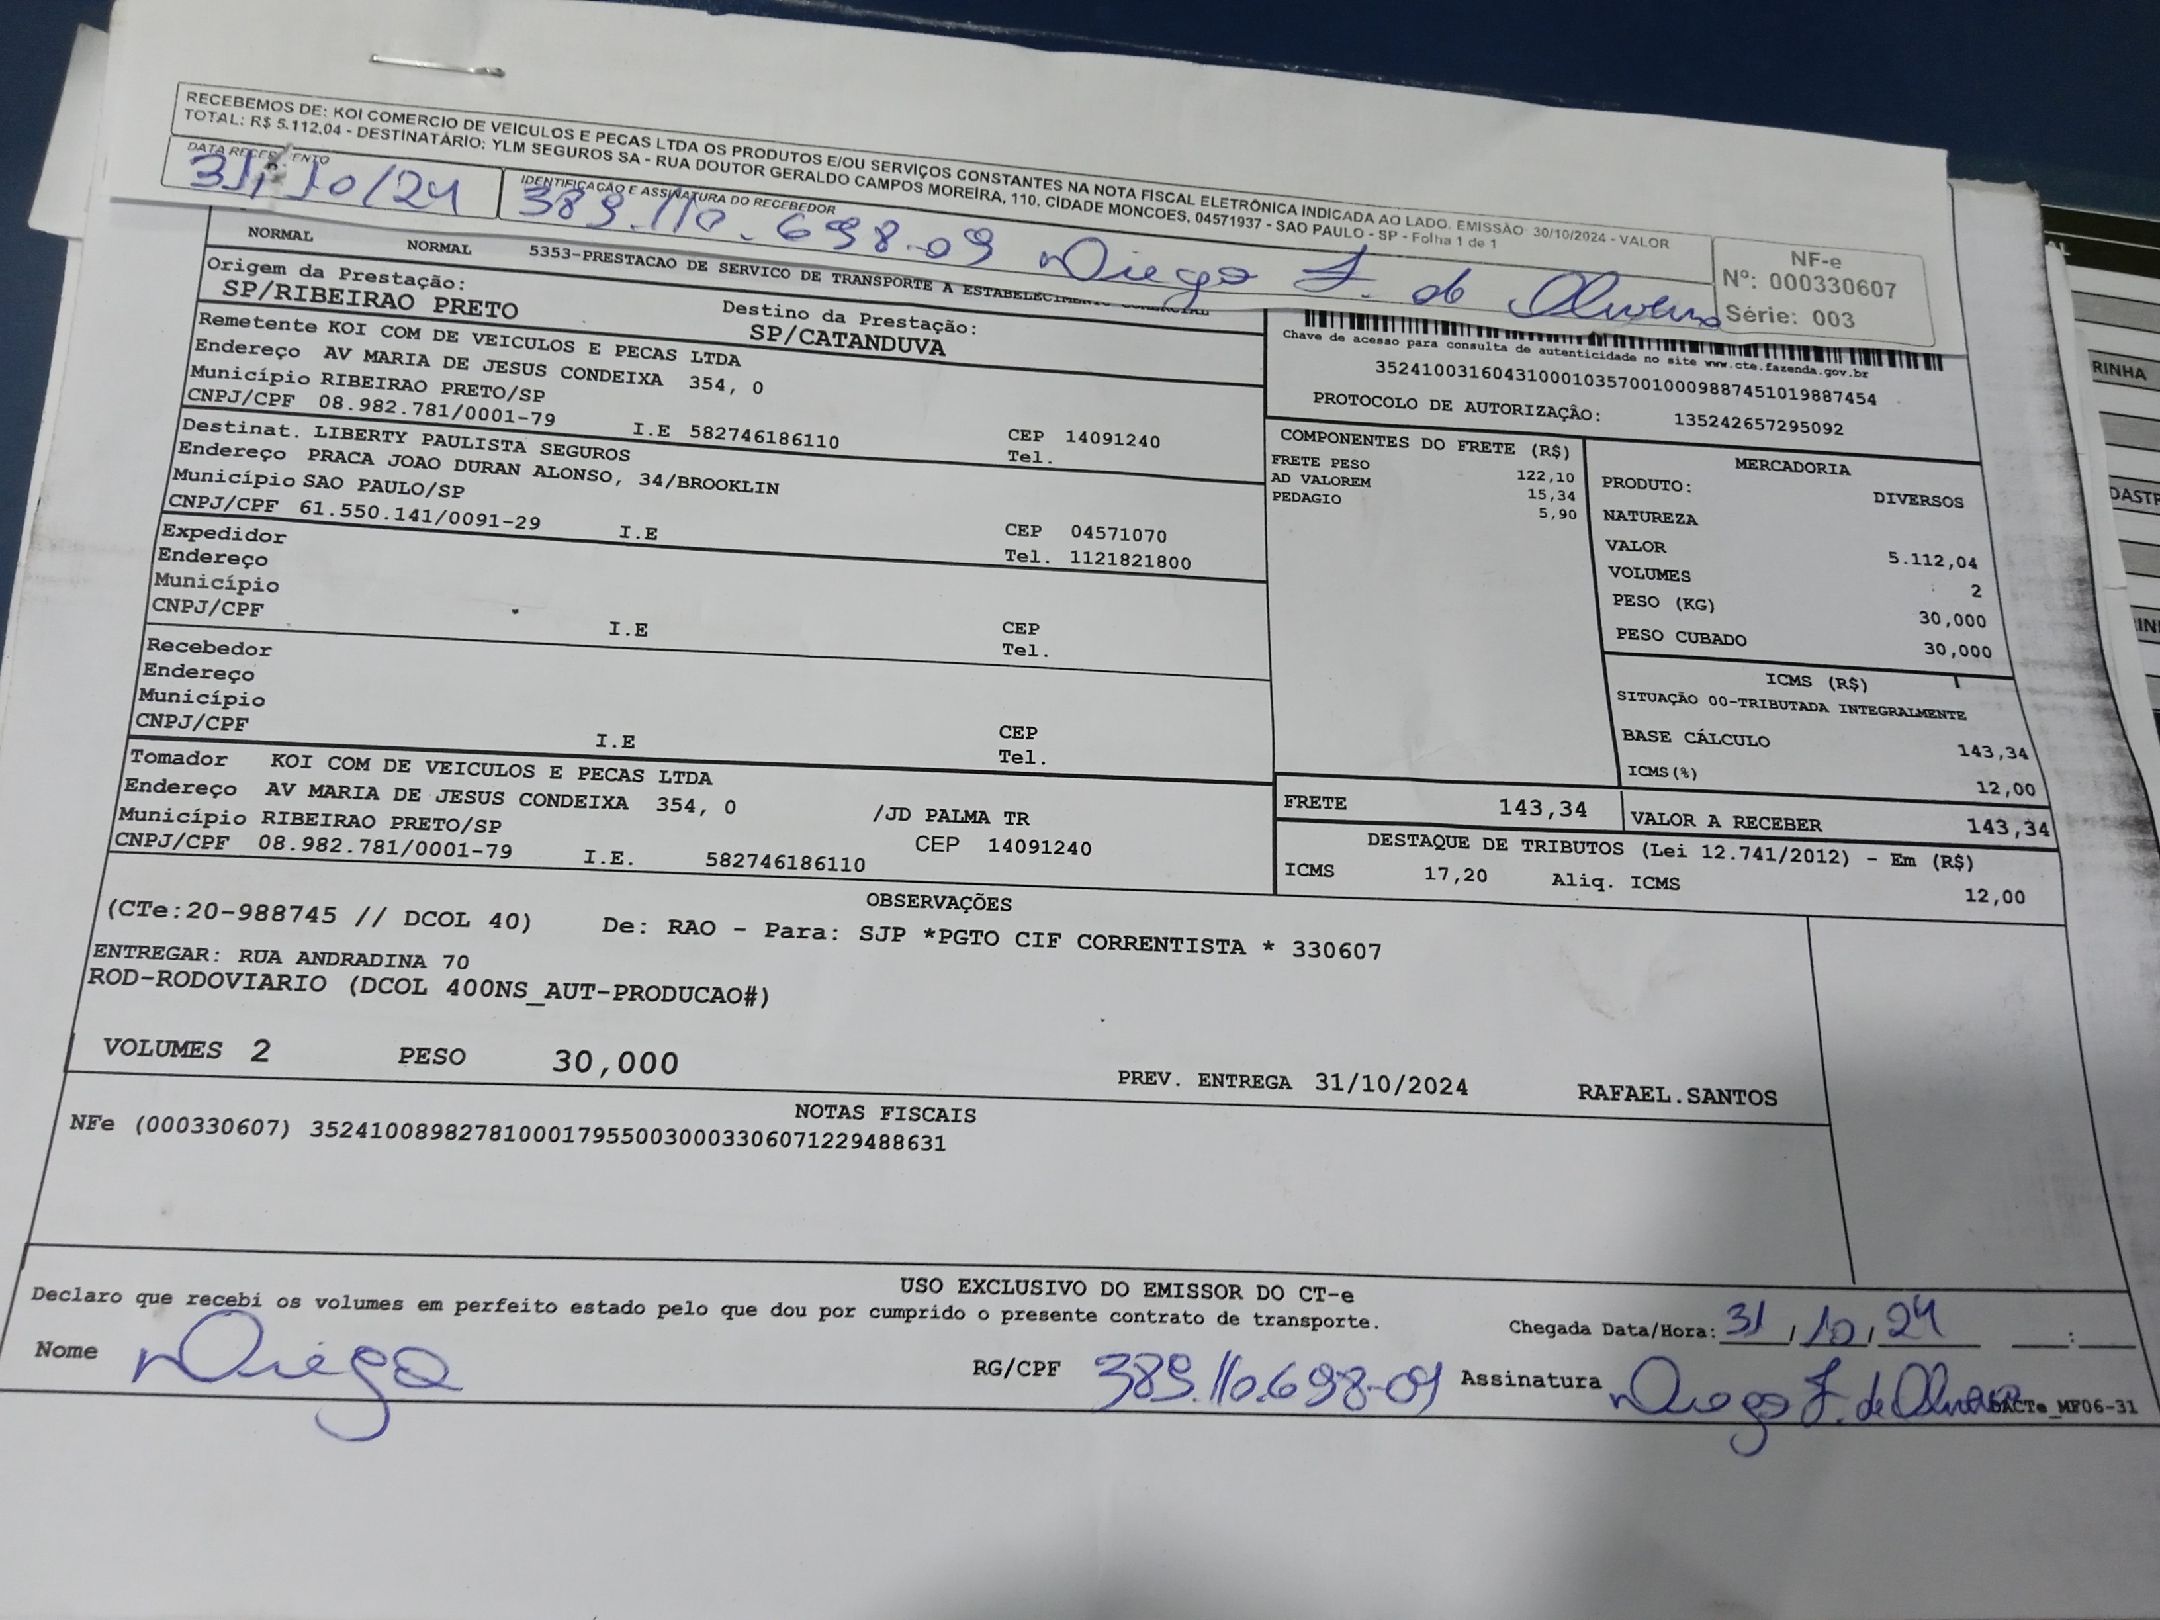 RECEBEMOS DE: KOI COMERCIO DE VEICULOS E PECAS LTDA OS PRODUTOS E/OU SERVIÇOS CONSTANTES NA NOTA FISCAL ELETRÔNICA INDICADA AO LADO. EMISSÃO: 30/10/2024 - VALOR
TOTAL: R$ 5.112,04 - DESTINATÁRIO: YLM SEGUROS SA - RUA DOUTOR GERALDO CAMPOS MOREIRA, 110, CIDADE MONCOES, 04571937 - SAO PAULO - SP - Folha 1 de 1
DATA RECEBIMENTO
31/10/24
IDENTIFICAÇÃO E ASSINATURA DO RECEBEDOR
389.110.698-09 Diego F. de Oliveira
NF-e
Nº: 000330607
Série: 003
NORMAL NORMAL 5353-PRESTACAO DE SERVICO DE TRANSPORTE A ESTABELECIMENTO COMERCIAL
Origem da Prestação:
SP/RIBEIRAO PRETO
Destino da Prestação:
SP/CATANDUVA
Remetente KOI COM DE VEICULOS E PECAS LTDA
Endereço AV MARIA DE JESUS CONDEIXA 354, 0
Município RIBEIRAO PRETO/SP
CNPJ/CPF 08.982.781/0001-79 I.E 582746186110
CEP 14091240
Tel.
Destinat. LIBERTY PAULISTA SEGUROS
Endereço PRACA JOAO DURAN ALONSO, 34/BROOKLIN
Município SAO PAULO/SP
CNPJ/CPF 61.550.141/0091-29 I.E
CEP 04571070
Tel. 1121821800
Expedidor
Endereço
Município
CNPJ/CPF I.E
CEP
Tel.
Recebedor
Endereço
Município
CNPJ/CPF I.E
CEP
Tel.
Tomador KOI COM DE VEICULOS E PECAS LTDA
Endereço AV MARIA DE JESUS CONDEIXA 354, 0 /JD PALMA TR
Município RIBEIRAO PRETO/SP CEP 14091240
CNPJ/CPF 08.982.781/0001-79 I.E. 582746186110
Chave de acesso para consulta de autenticidade no site www.cte.fazenda.gov.br
35241003160431000103570010009887451019887454
PROTOCOLO DE AUTORIZAÇÃO: 135242657295092
COMPONENTES DO FRETE (R$)
FRETE PESO 122,10
AD VALOREM 15,34
PEDAGIO 5,90
MERCADORIA
PRODUTO: DIVERSOS
NATUREZA
VALOR 5.112,04
VOLUMES 2
PESO (KG) 30,000
PESO CUBADO 30,000
ICMS (R$)
SITUAÇÃO 00-TRIBUTADA INTEGRALMENTE
BASE CÁLCULO 143,34
ICMS(%) 12,00
FRETE 143,34
VALOR A RECEBER 143,34
DESTAQUE DE TRIBUTOS (Lei 12.741/2012) - Em (R$)
ICMS 17,20 Aliq. ICMS 12,00
OBSERVAÇÕES
(CTe:20-988745 // DCOL 40) De: RAO - Para: SJP *PGTO CIF CORRENTISTA * 330607
ENTREGAR: RUA ANDRADINA 70
ROD-RODOVIARIO (DCOL 400NS_AUT-PRODUCAO#)
VOLUMES 2 PESO 30,000 PREV. ENTREGA 31/10/2024 RAFAEL.SANTOS
NOTAS FISCAIS
NFe (000330607) 35241008982781000179550030003306071229488631
USO EXCLUSIVO DO EMISSOR DO CT-e
Declaro que recebi os volumes em perfeito estado pelo que dou por cumprido o presente contrato de transporte.
Chegada Data/Hora: 31/10/24 __:__
Nome Diego
RG/CPF 389.110.698-09
Assinatura Diego F. de Oliveira
DACTe_MF06-31
RINHA